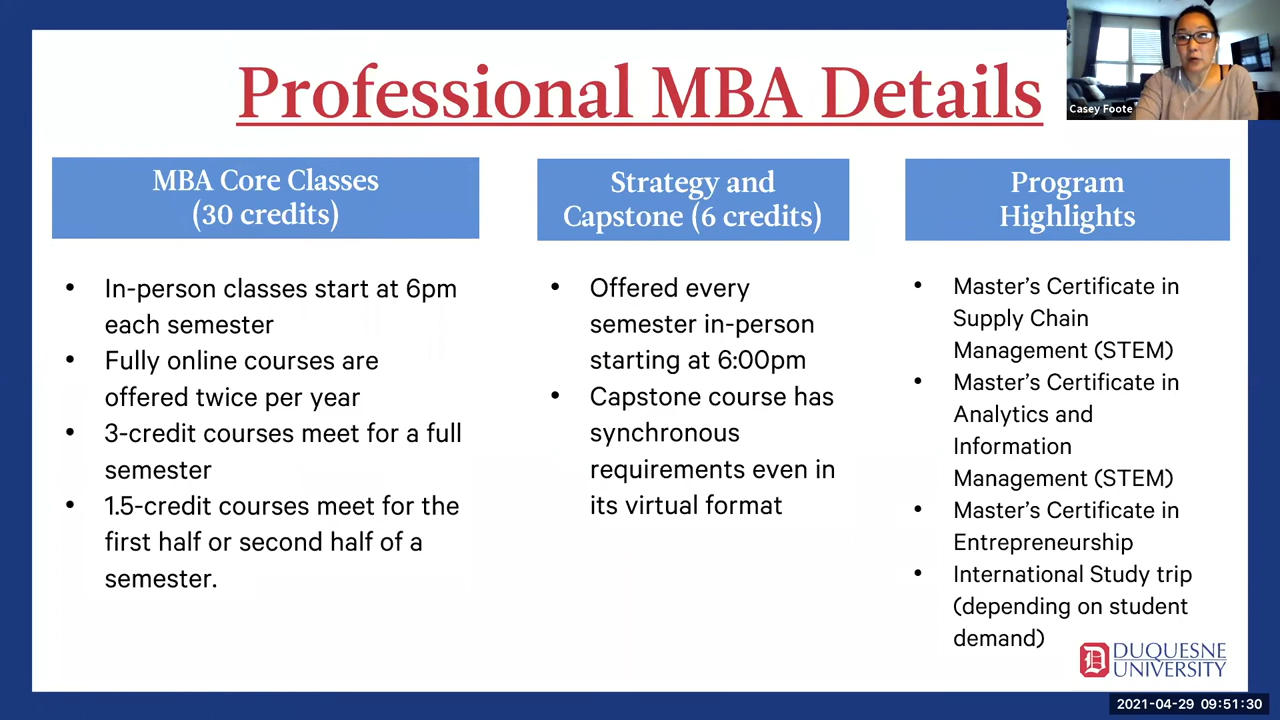 Professional MBA Details
Casey Foote
MBA Core Classes
(30 credits)
• In-person classes start at 6pm
each semester
• Fully online courses are
offered twice per year
• 3-credit courses meet for a full
semester
• 1.5-credit courses meet for the
first half or second half of a
semester.
Strategy and
Capstone (6 credits)
• Offered every
semester in-person
starting at 6:00pm
• Capstone course has
synchronous
requirements even in
its virtual format
Program
Highlights
• Master's Certificate in
Supply Chain
Management (STEM)
• Master's Certificate in
Analytics and
Information
Management (STEM)
• Master's Certificate in
Entrepreneurship
• International Study trip
(depending on student
demand)
D DUQUESNE
UNIVERSITY
2021-04-29 09:51:30